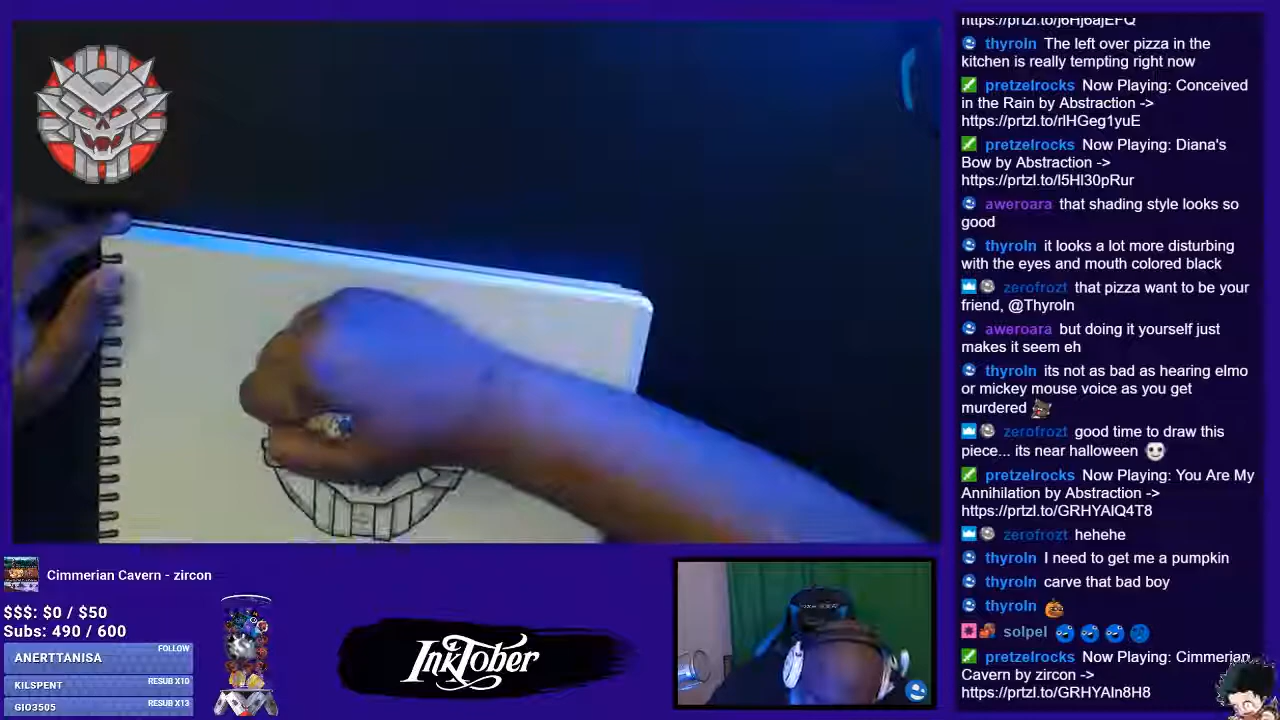 https://prtzl.to/j6Hj6ajEFQ
thyroln The left over pizza in the
kitchen is really tempting right now
pretzelrocks Now Playing: Conceived
in the Rain by Abstraction ->
https://prtzl.to/rlHGeg1yuE
pretzelrocks Now Playing: Diana's
Bow by Abstraction ->
https://prtzl.to/l5Hl30pRur
aweroara that shading style looks so
good
thyroln it looks a lot more disturbing
with the eyes and mouth colored black
zerofrozt that pizza want to be your
friend, @Thyroln
aweroara but doing it yourself just
makes it seem eh
thyroln its not as bad as hearing elmo
or mickey mouse voice as you get
murdered
zerofrozt good time to draw this
piece... its near halloween
pretzelrocks Now Playing: You Are My
Annihilation by Abstraction ->
https://prtzl.to/GRHYAlQ4T8
zerofrozt hehehe
thyroln I need to get me a pumpkin
thyroln carve that bad boy
thyroln
solpel
pretzelrocks Now Playing: Cimmerian
Cavern by zircon ->
https://prtzl.to/GRHYAln8H8
Cimmerian Cavern - zircon
$$$: $0 / $50
Subs: 490 / 600
FOLLOW
ANERTTANISA
RESUB X10
KILSPENT
RESUB X13
GIO3505
InkTober